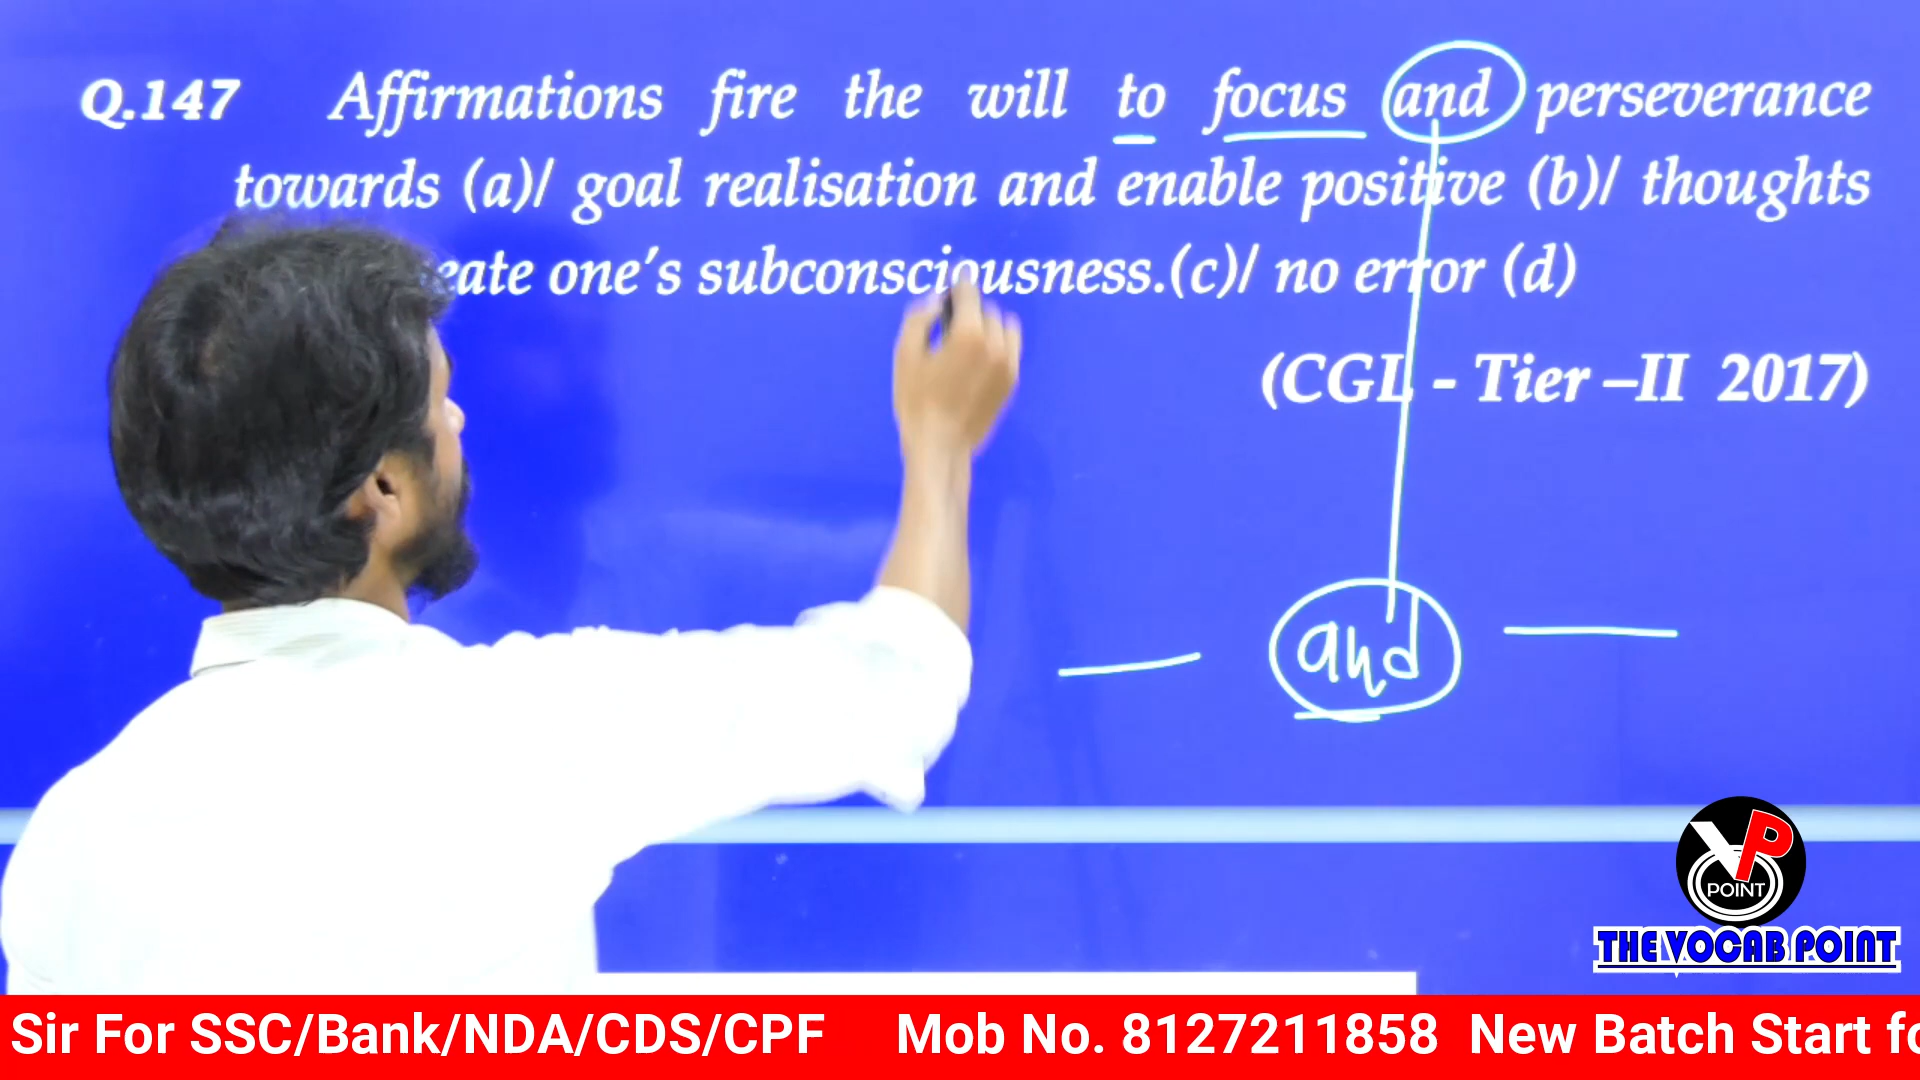 Q.147 Affirmations fire the will to focus and perseverance
towards (a)/ goal realisation and enable positive (b)/ thoughts
eate one's subconsciousness.(c)/ no error (d)
(CGL - Tier –II 2017)
and
VP
POINT
THE VOCAB POINT
Sir For SSC/Bank/NDA/CDS/CPF Mob No. 8127211858 New Batch Start fo